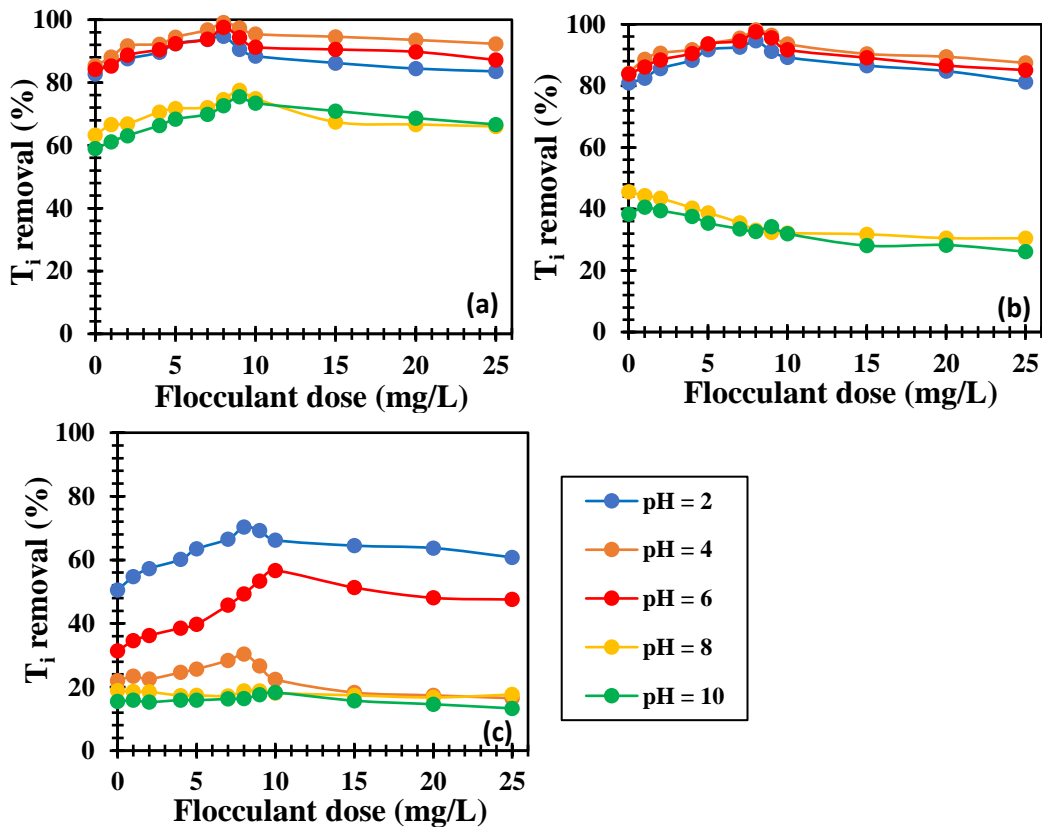 100
80
60
40
20
0
T_i removal (%)
(a)
0 5 10 15 20 25
Flocculant dose (mg/L)
100
80
60
40
20
0
T_i removal (%)
(b)
0 5 10 15 20 25
Flocculant dose (mg/L)
100
80
60
40
20
0
T_i removal (%)
(c)
0 5 10 15 20 25
Flocculant dose (mg/L)
pH = 2
pH = 4
pH = 6
pH = 8
pH = 10